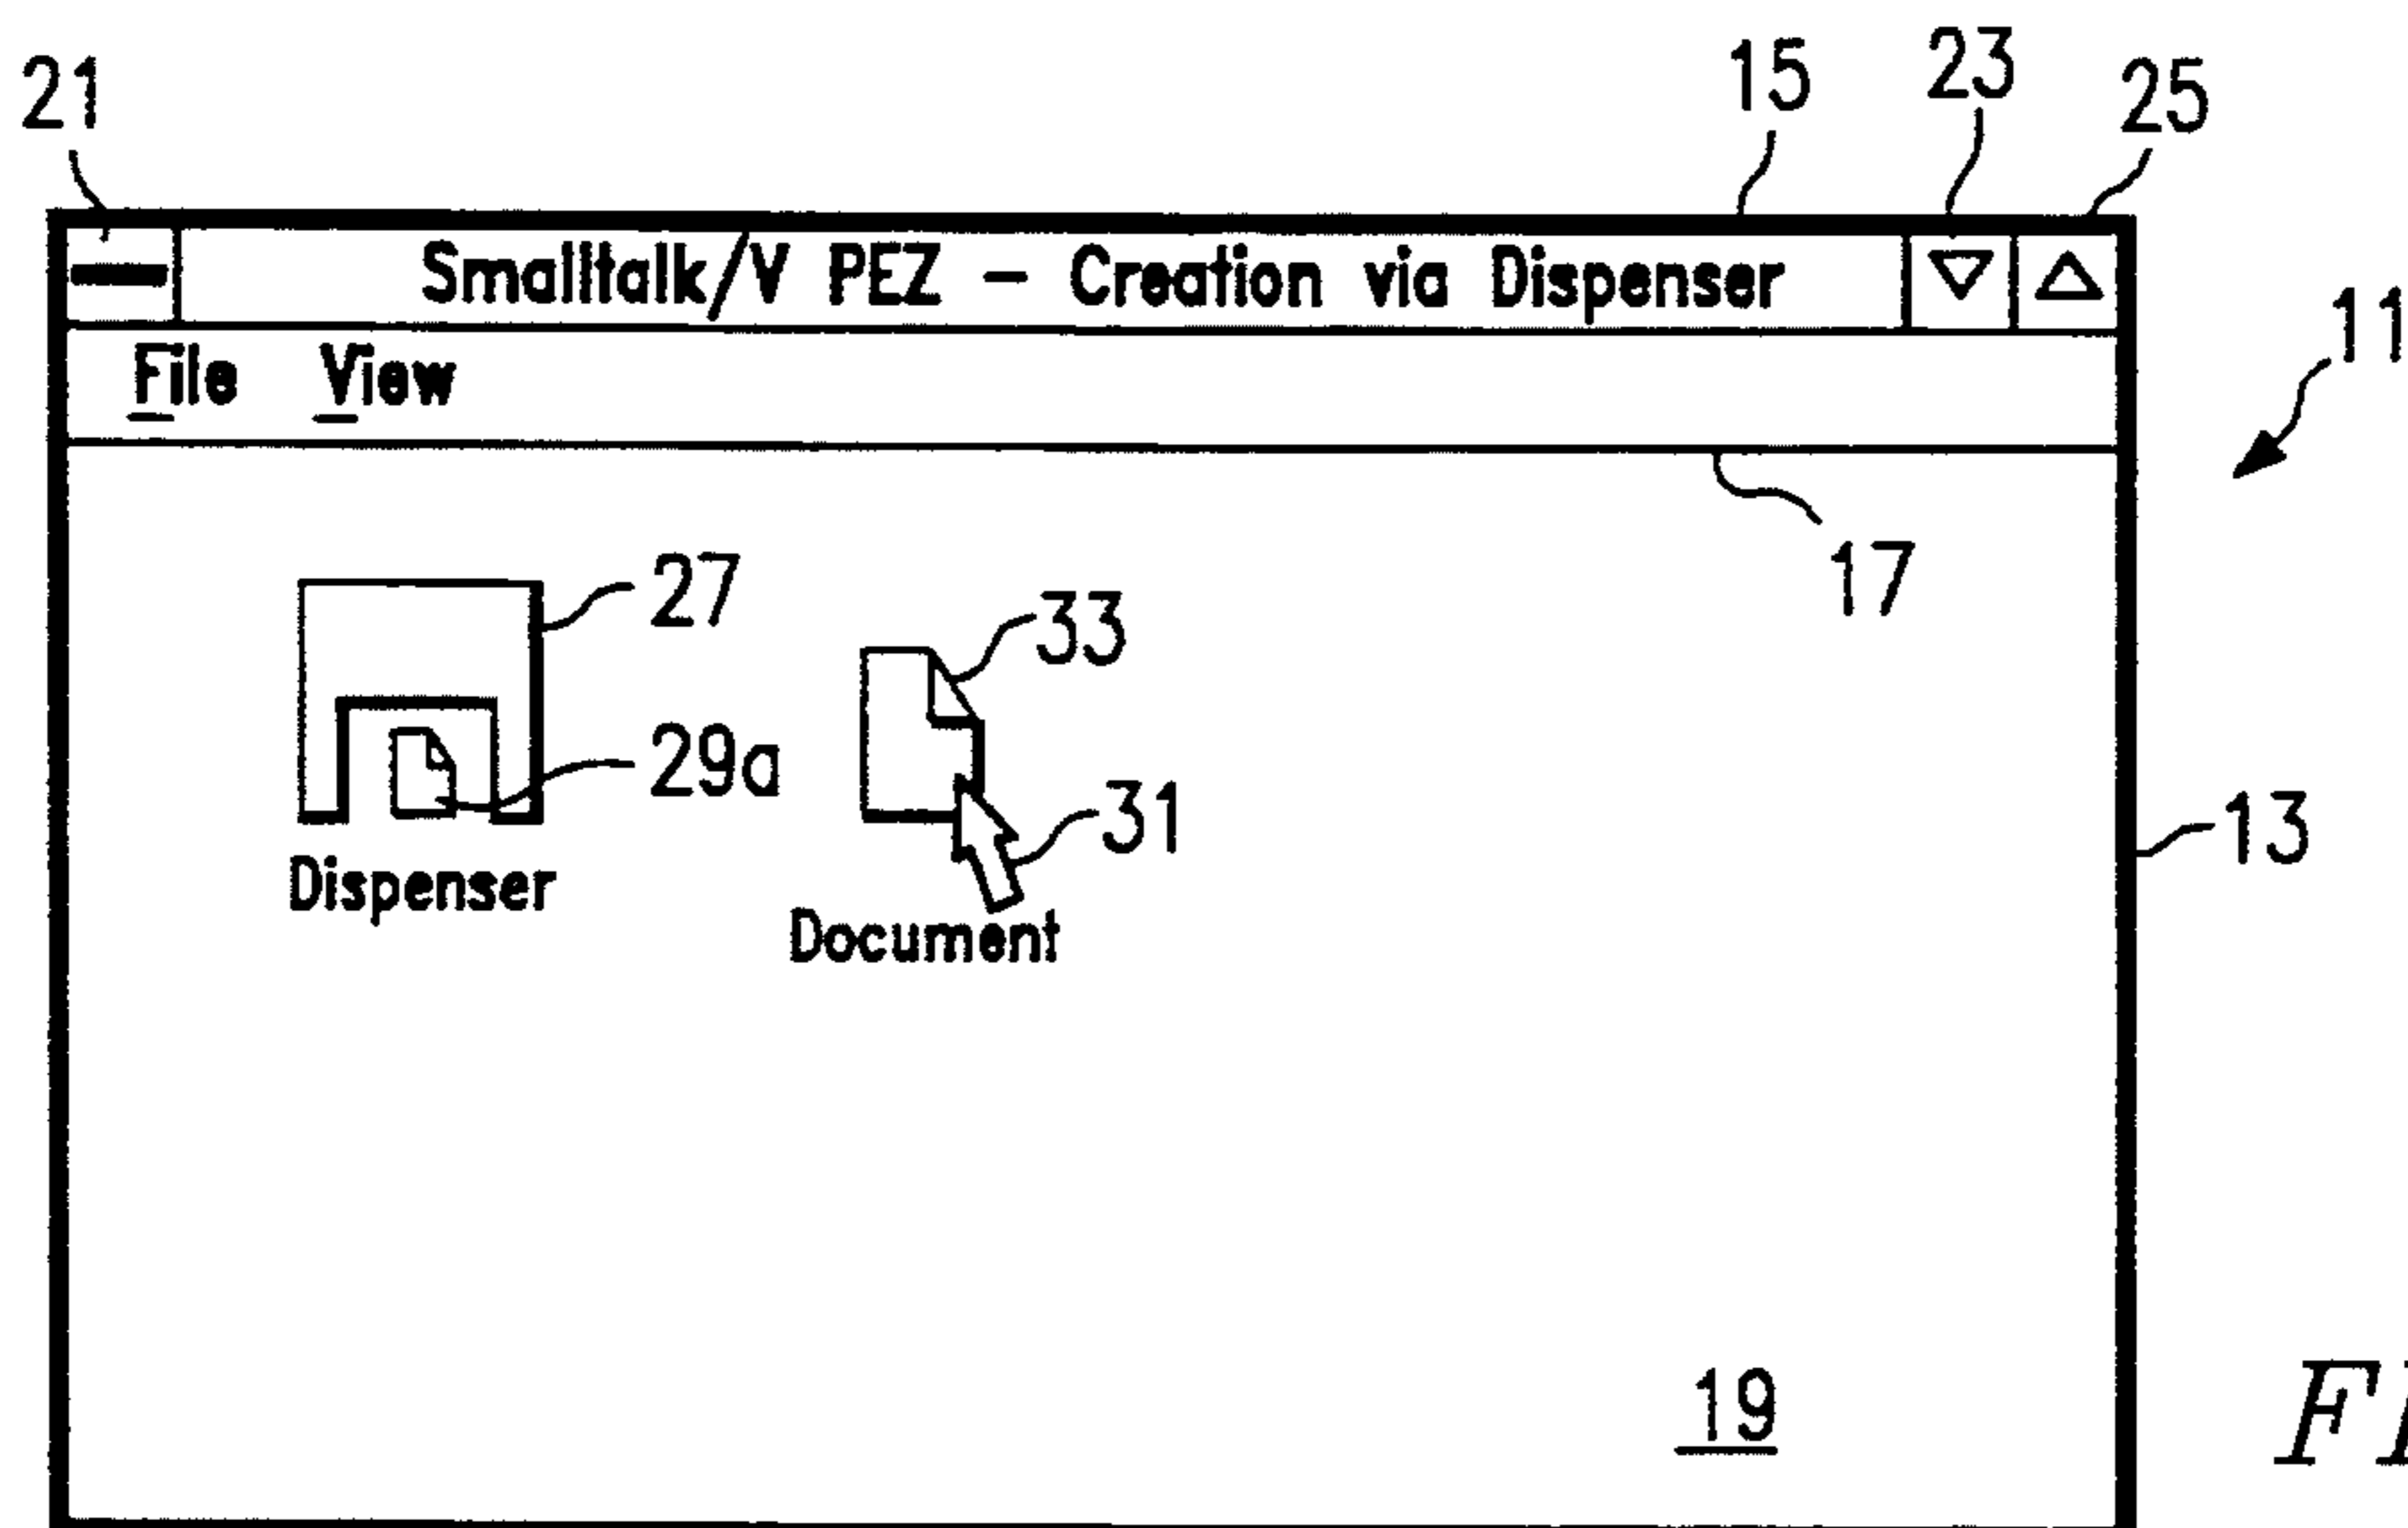 21
15
23
25
Smalltalk/V PEZ - Creation via Dispenser
11
File View
17
27
33
29a
31
13
Dispenser
Document
19